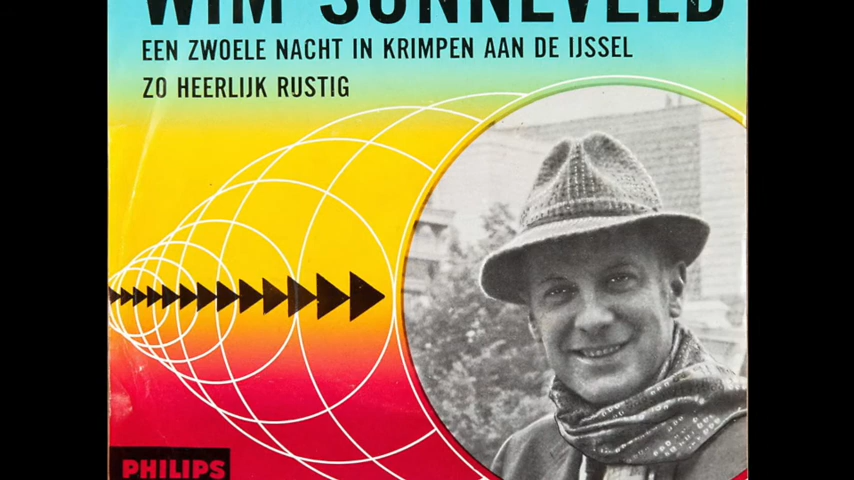 WIM SONNEVELD
EEN ZWOELE NACHT IN KRIMPEN AAN DE IJSSEL
ZO HEERLIJK RUSTIG
PHILIPS